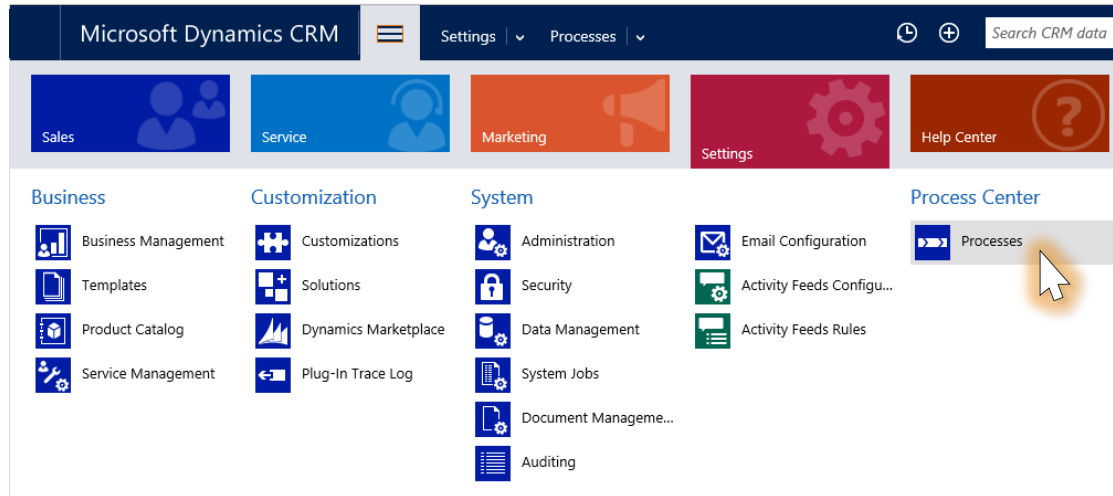 Microsoft Dynamics CRM Settings Processes Search CRM data
Sales Service Marketing Settings Help Center
Business Customization System Process Center
Business Management Customizations Administration Email Configuration Processes
Templates Solutions Security Activity Feeds Configu...
Product Catalog Dynamics Marketplace Data Management Activity Feeds Rules
Service Management Plug-In Trace Log System Jobs
Document Manageme...
Auditing